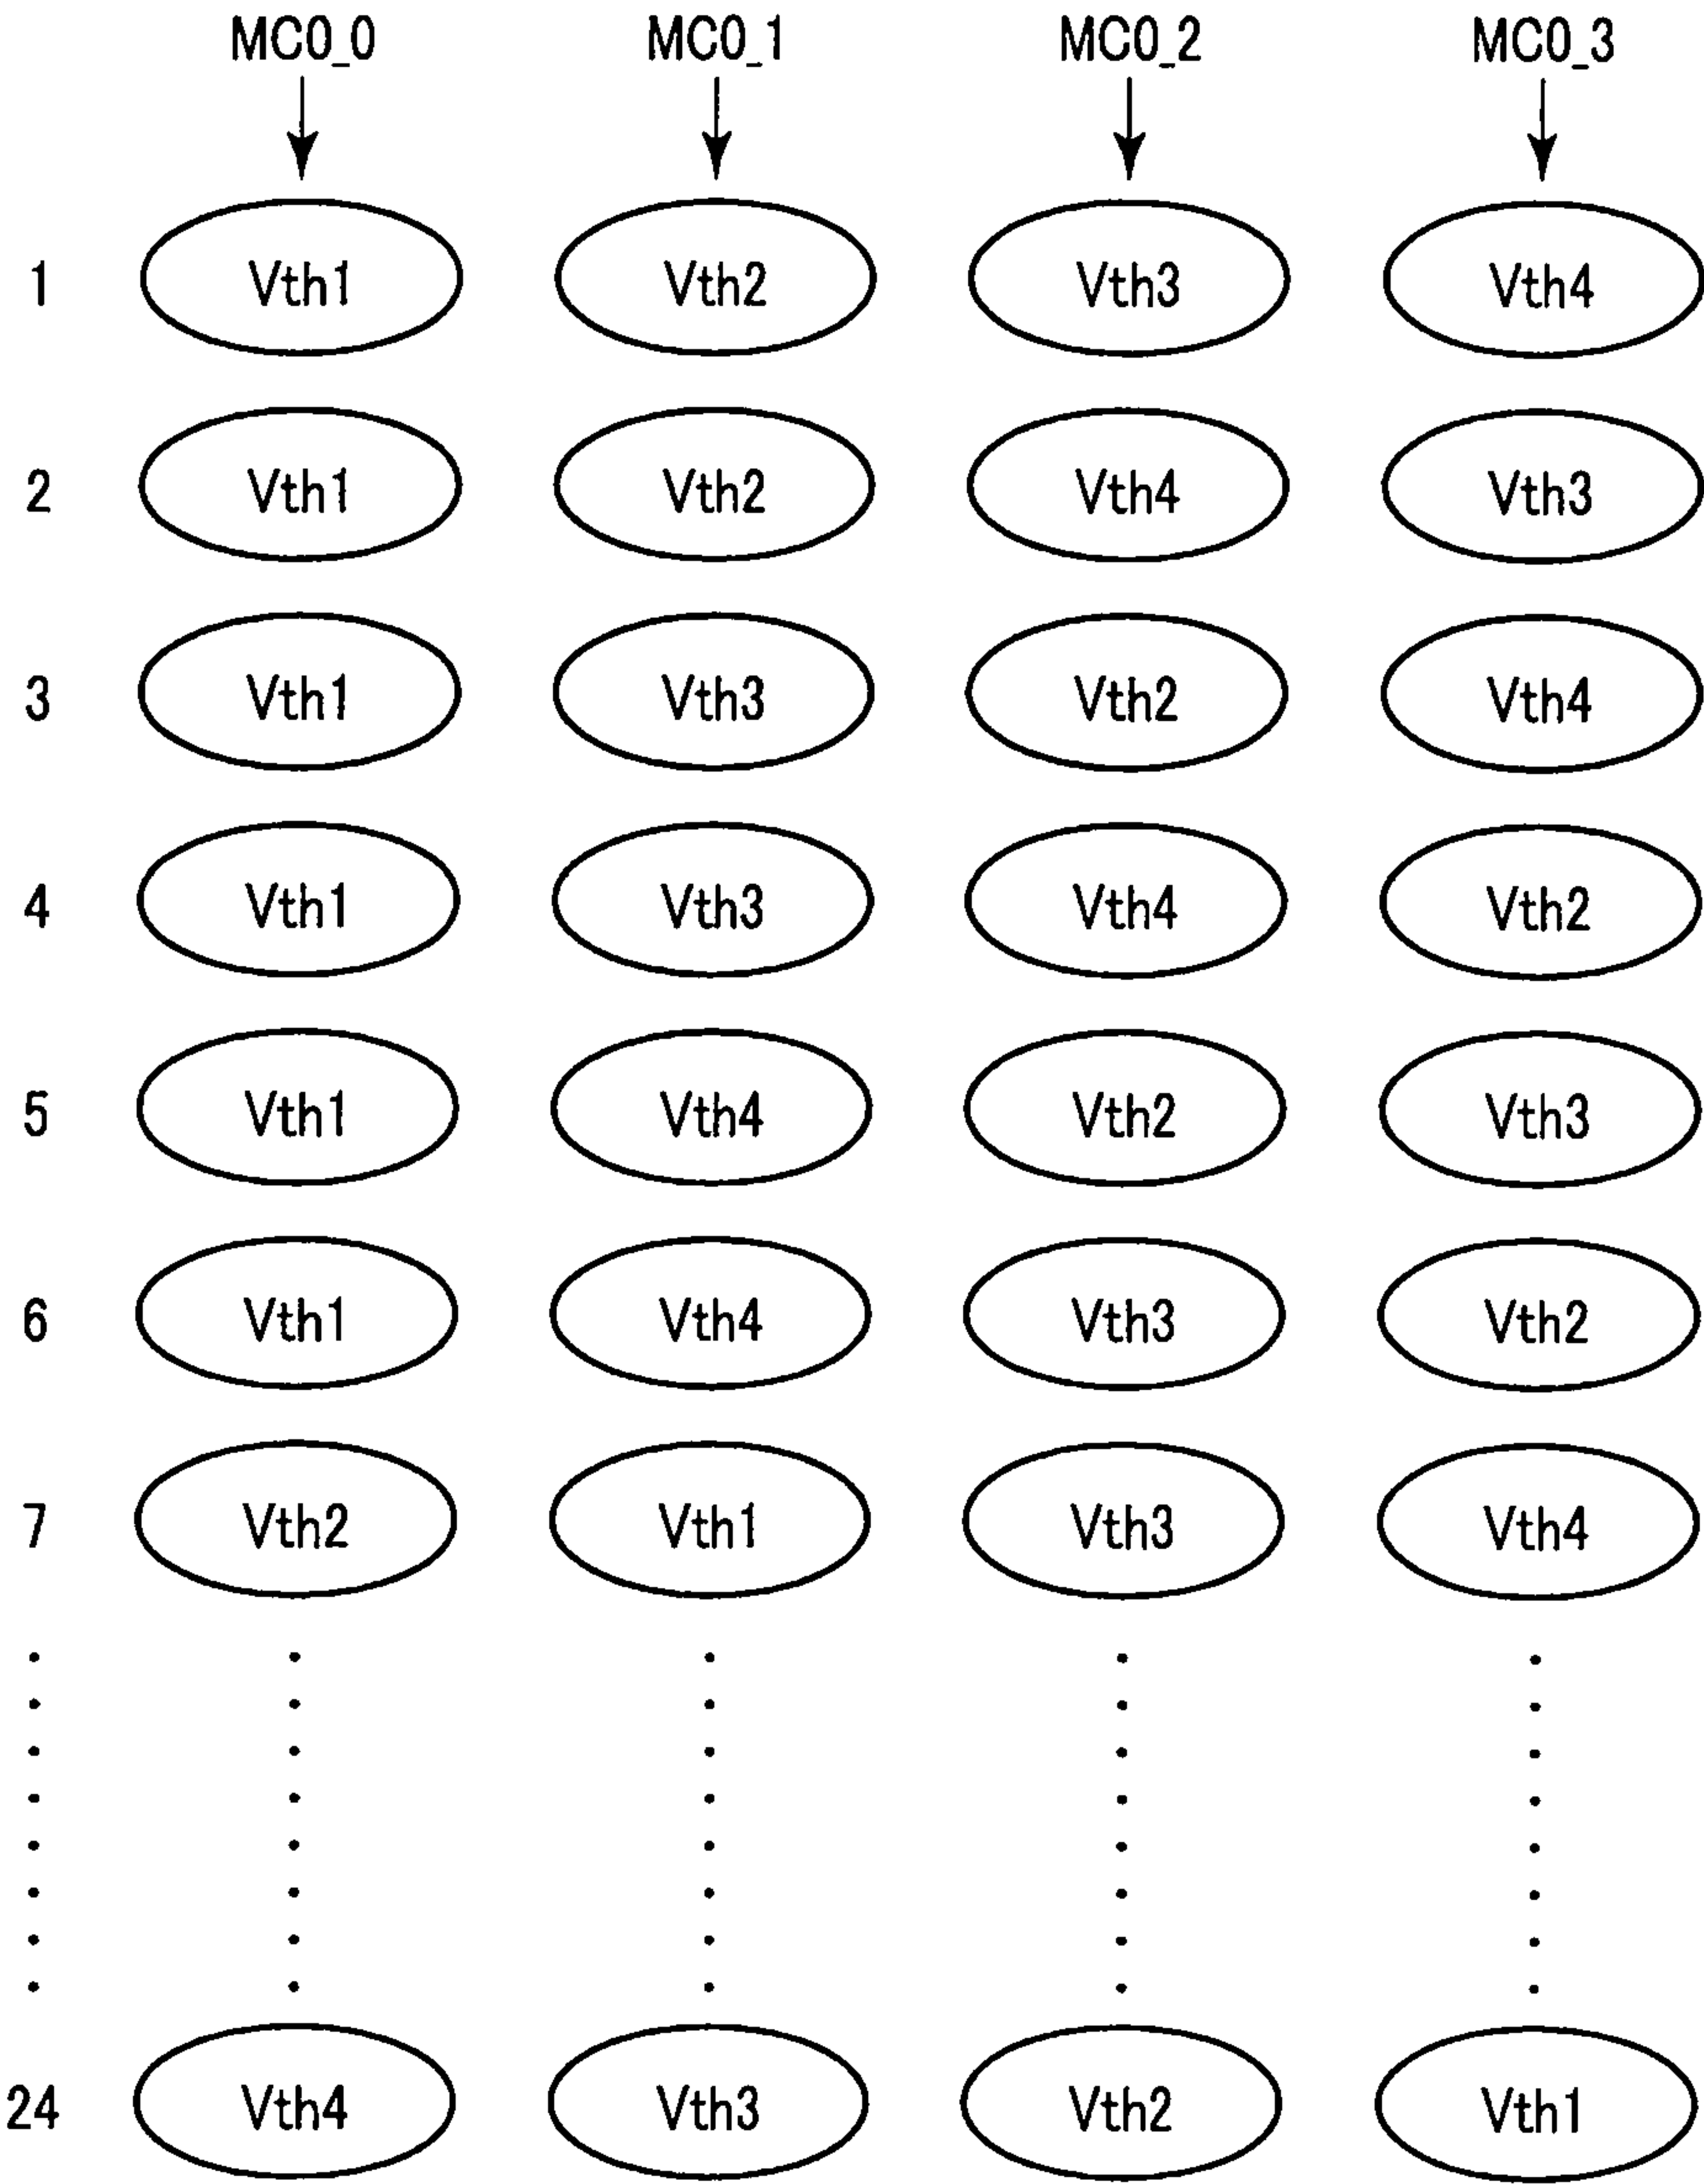 MC0_0 MC0_1 MC0_2 MC0_3
1 Vth1 Vth2 Vth3 Vth4
2 Vth1 Vth2 Vth4 Vth3
3 Vth1 Vth3 Vth2 Vth4
4 Vth1 Vth3 Vth4 Vth2
5 Vth1 Vth4 Vth2 Vth3
6 Vth1 Vth4 Vth3 Vth2
7 Vth2 Vth1 Vth3 Vth4
24 Vth4 Vth3 Vth2 Vth1